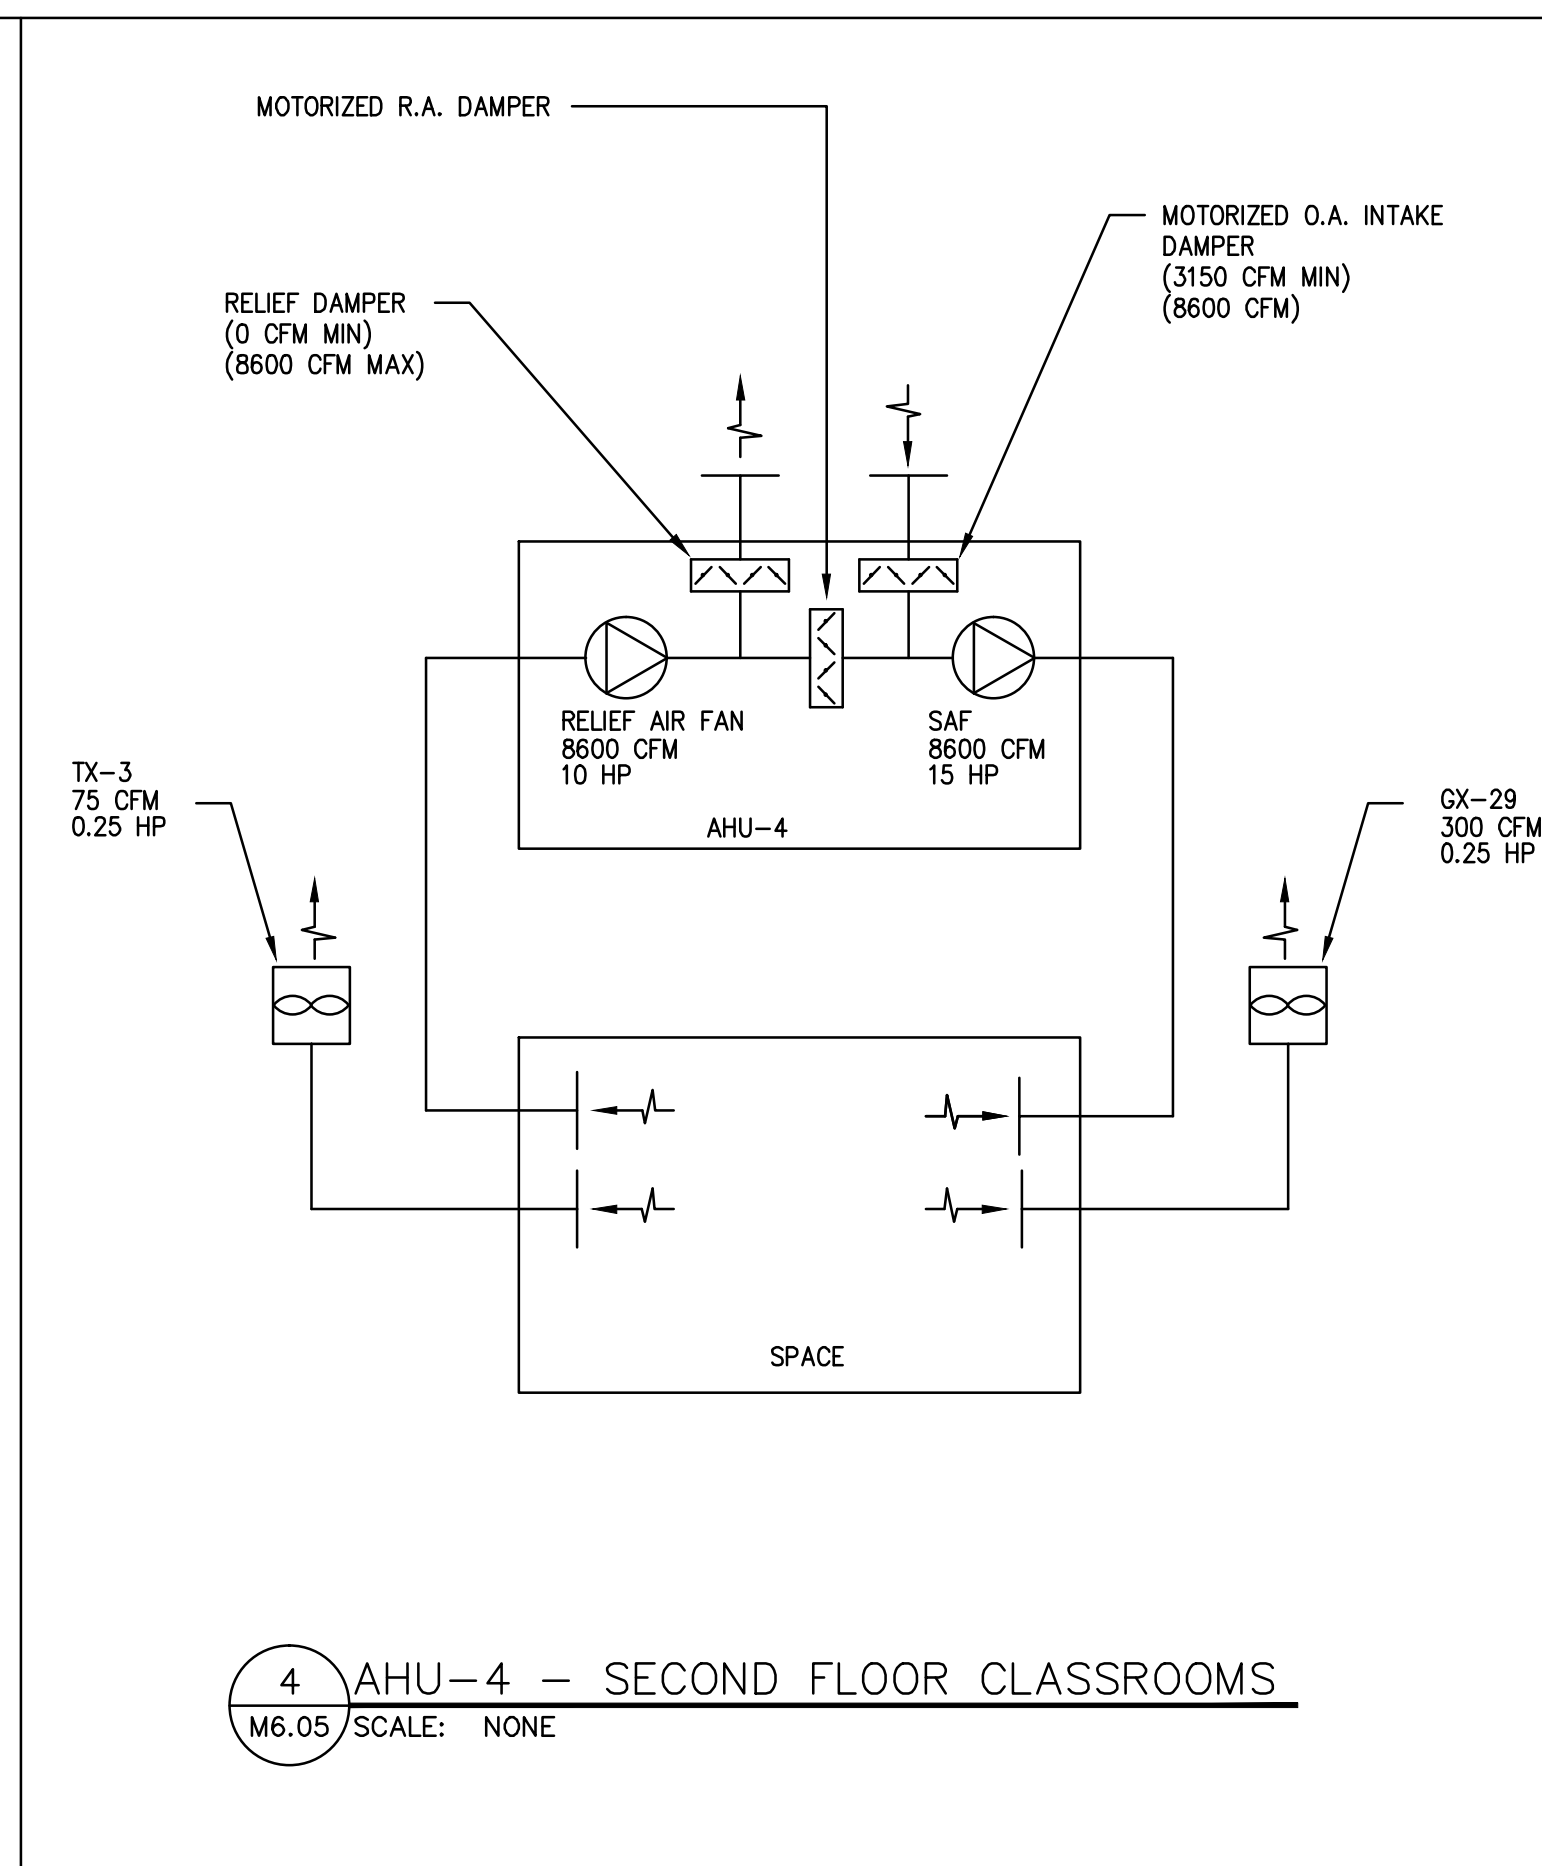 MOTORIZED R.A. DAMPER
MOTORIZED O.A. INTAKE
DAMPER
(3150 CFM MIN)
(8600 CFM)
RELIEF DAMPER
(0 CFM MIN)
(8600 CFM MAX)
RELIEF AIR FAN
8600 CFM
10 HP
SAF
8600 CFM
15 HP
AHU-4
TX-3
75 CFM
0.25 HP
GX-29
300 CFM
0.25 HP
SPACE
4
M6.05
AHU-4 - SECOND FLOOR CLASSROOMS
SCALE: NONE